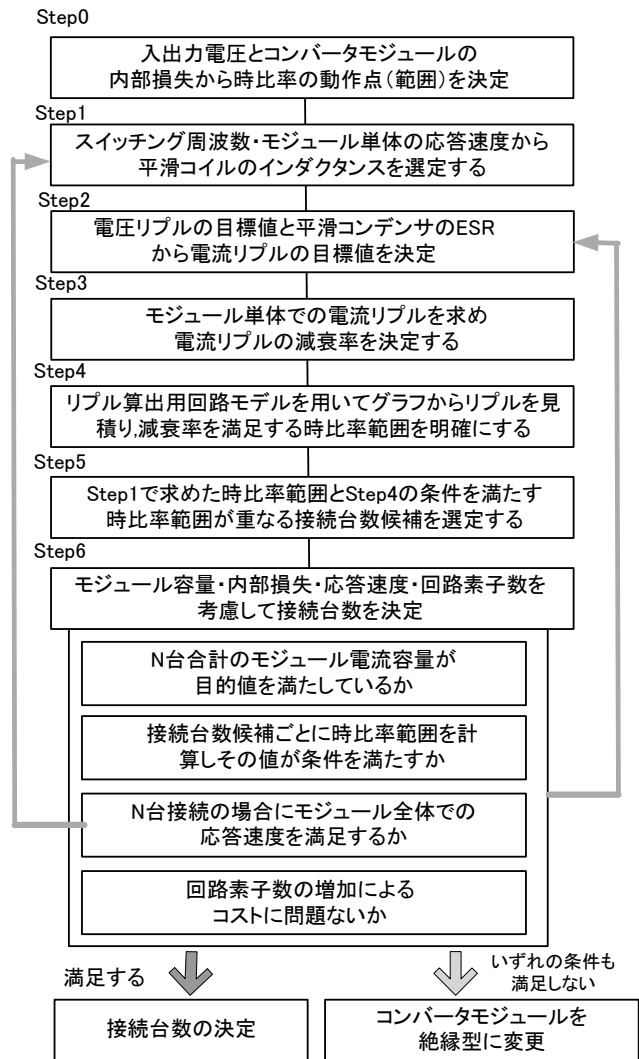 Step0
入出力電圧とコンバータモジュールの
内部損失から時比率の動作点(範囲)を決定
Step1
スイッチング周波数・モジュール単体の応答速度から
平滑コイルのインダクタンスを選定する
Step2
電圧リプルの目標値と平滑コンデンサのESR
から電流リプルの目標値を決定
Step3
モジュール単体での電流リプルを求め
電流リプルの減衰率を決定する
Step4
リプル算出用回路モデルを用いてグラフからリプルを見
積り,減衰率を満足する時比率範囲を明確にする
Step5
Step1で求めた時比率範囲とStep4の条件を満たす
時比率範囲が重なる接続台数候補を選定する
Step6
モジュール容量・内部損失・応答速度・回路素子数を
考慮して接続台数を決定
N台合計のモジュール電流容量が
目的値を満たしているか
接続台数候補ごとに時比率範囲を計
算しその値が条件を満たすか
N台接続の場合にモジュール全体での
応答速度を満足するか
回路素子数の増加による
コストに問題ないか
満足する
いずれの条件も
満足しない
接続台数の決定
コンバータモジュールを
絶縁型に変更